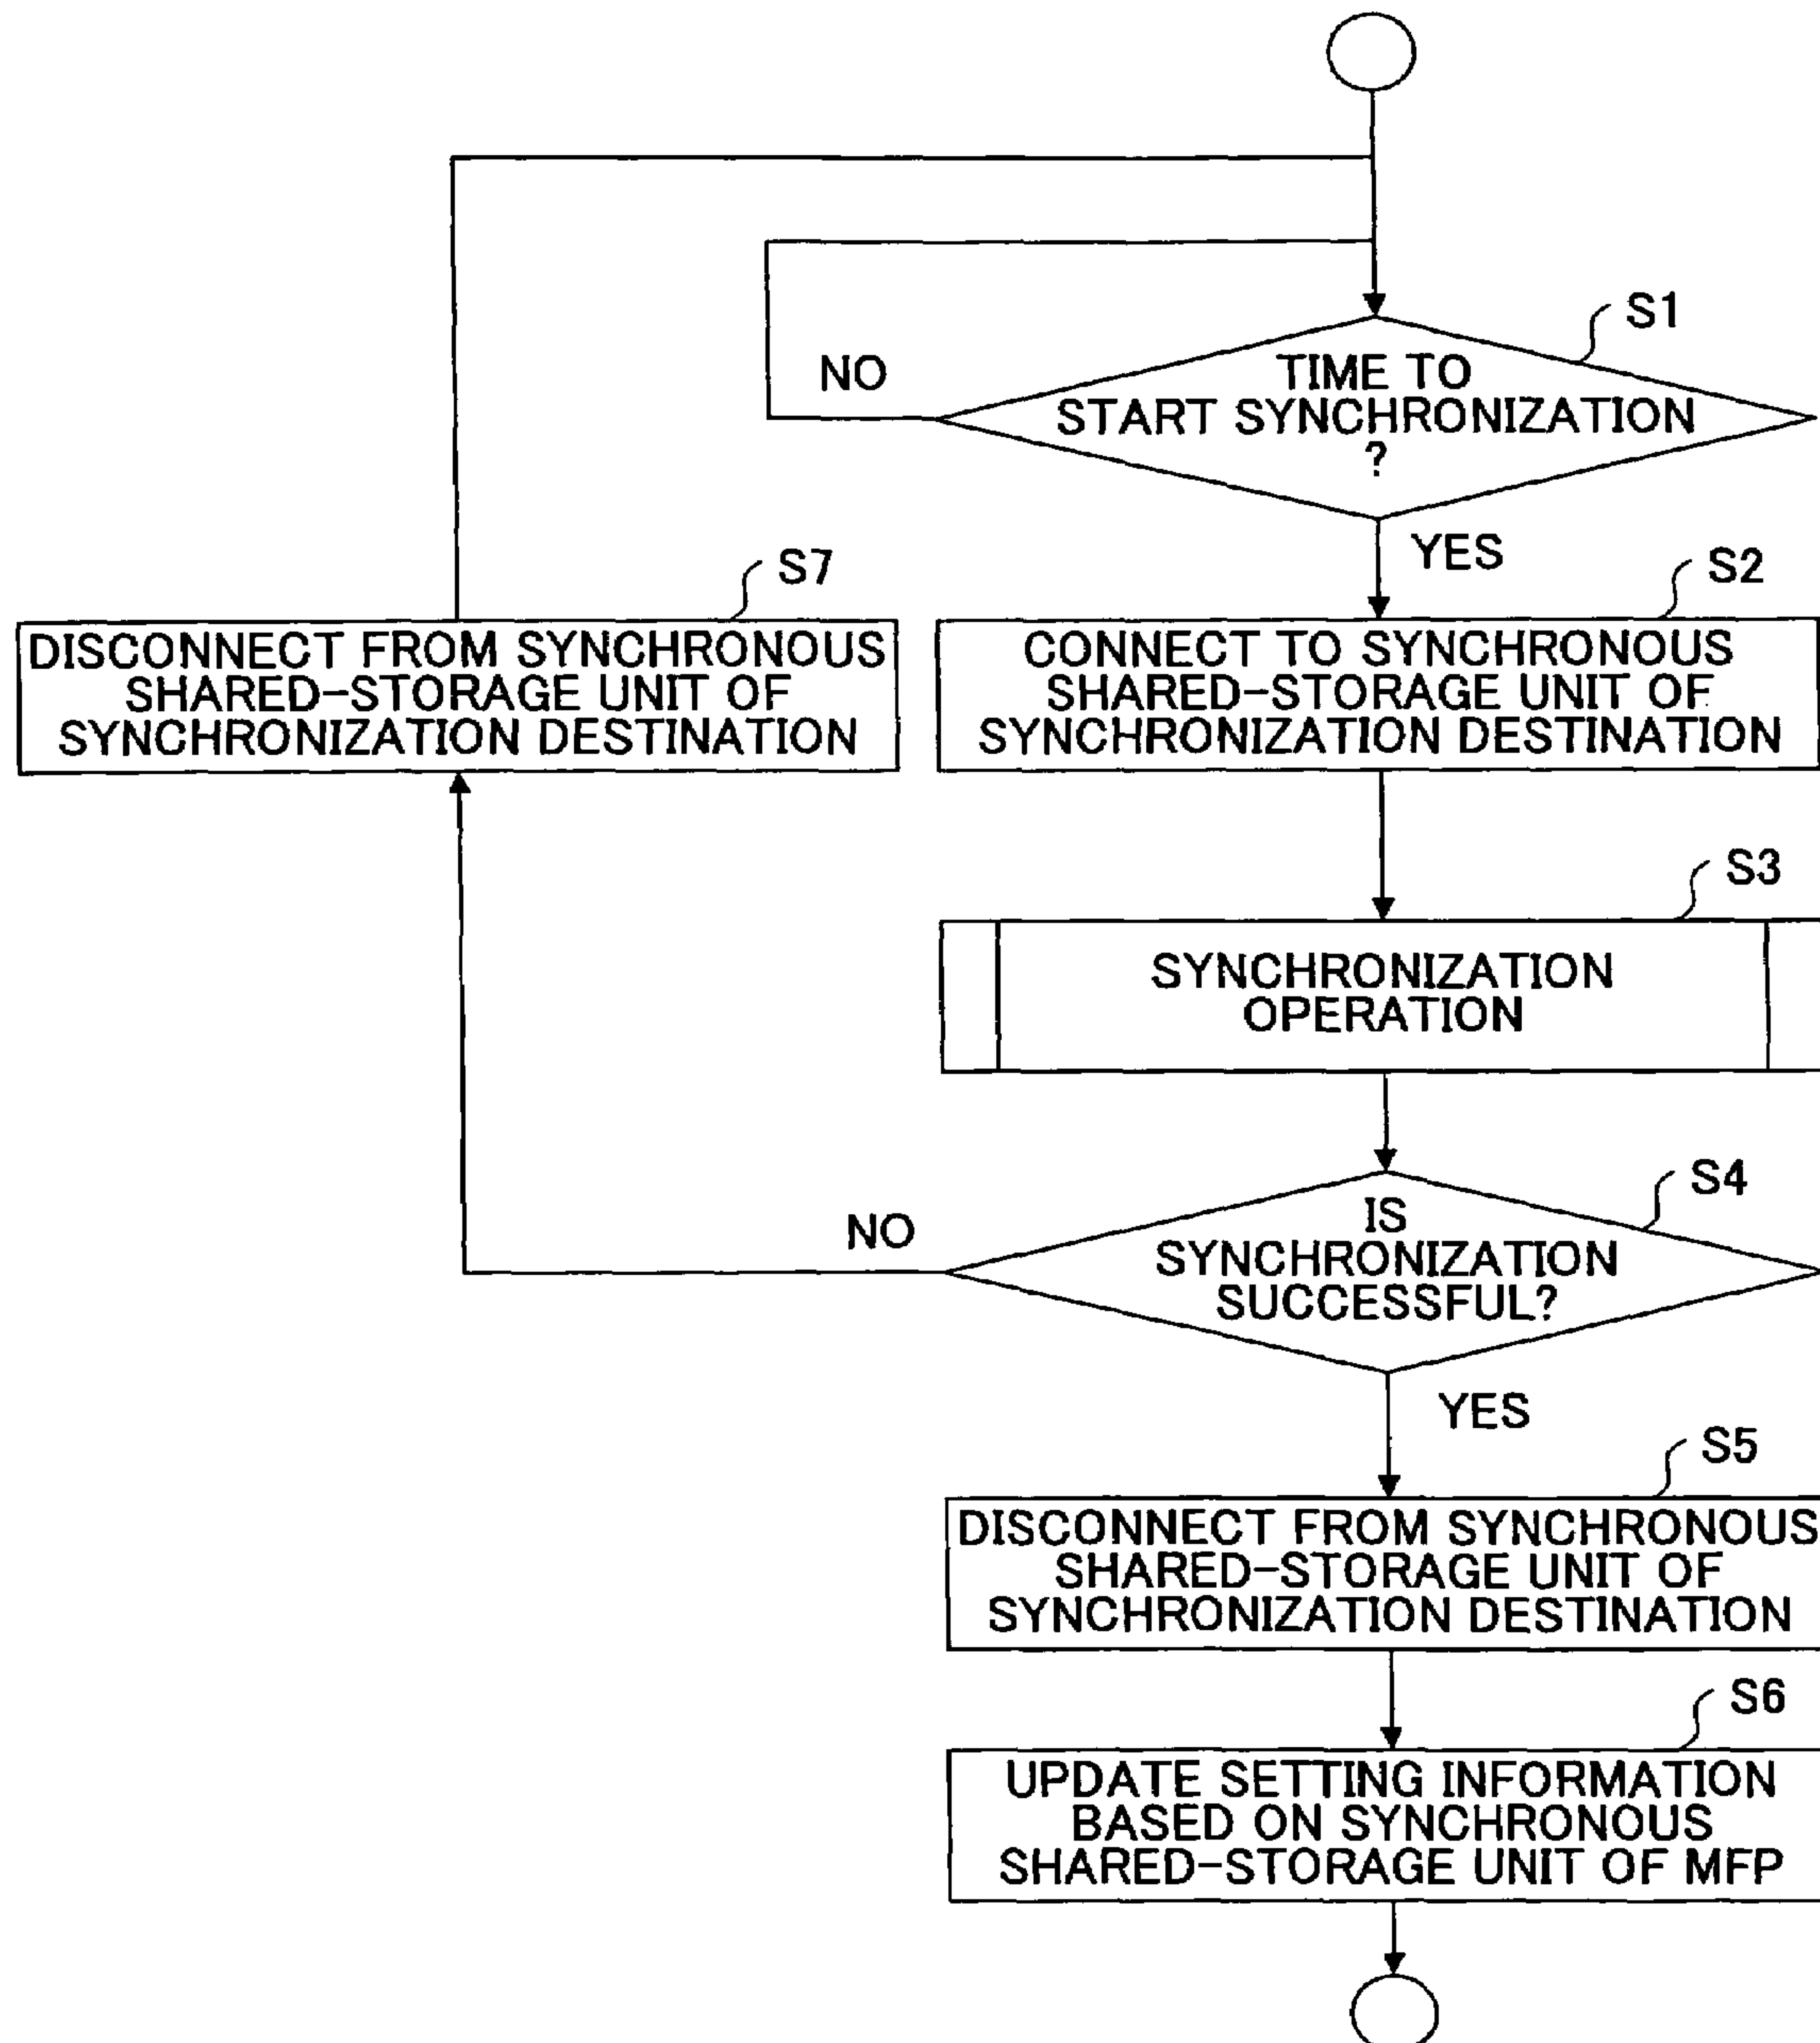 S1
TIME TO
START SYNCHRONIZATION
?
NO
YES
S7
DISCONNECT FROM SYNCHRONOUS
SHARED-STORAGE UNIT OF
SYNCHRONIZATION DESTINATION
S2
CONNECT TO SYNCHRONOUS
SHARED-STORAGE UNIT OF
SYNCHRONIZATION DESTINATION
S3
SYNCHRONIZATION
OPERATION
S4
IS
SYNCHRONIZATION
SUCCESSFUL?
NO
YES
S5
DISCONNECT FROM SYNCHRONOUS
SHARED-STORAGE UNIT OF
SYNCHRONIZATION DESTINATION
S6
UPDATE SETTING INFORMATION
BASED ON SYNCHRONOUS
SHARED-STORAGE UNIT OF MFP